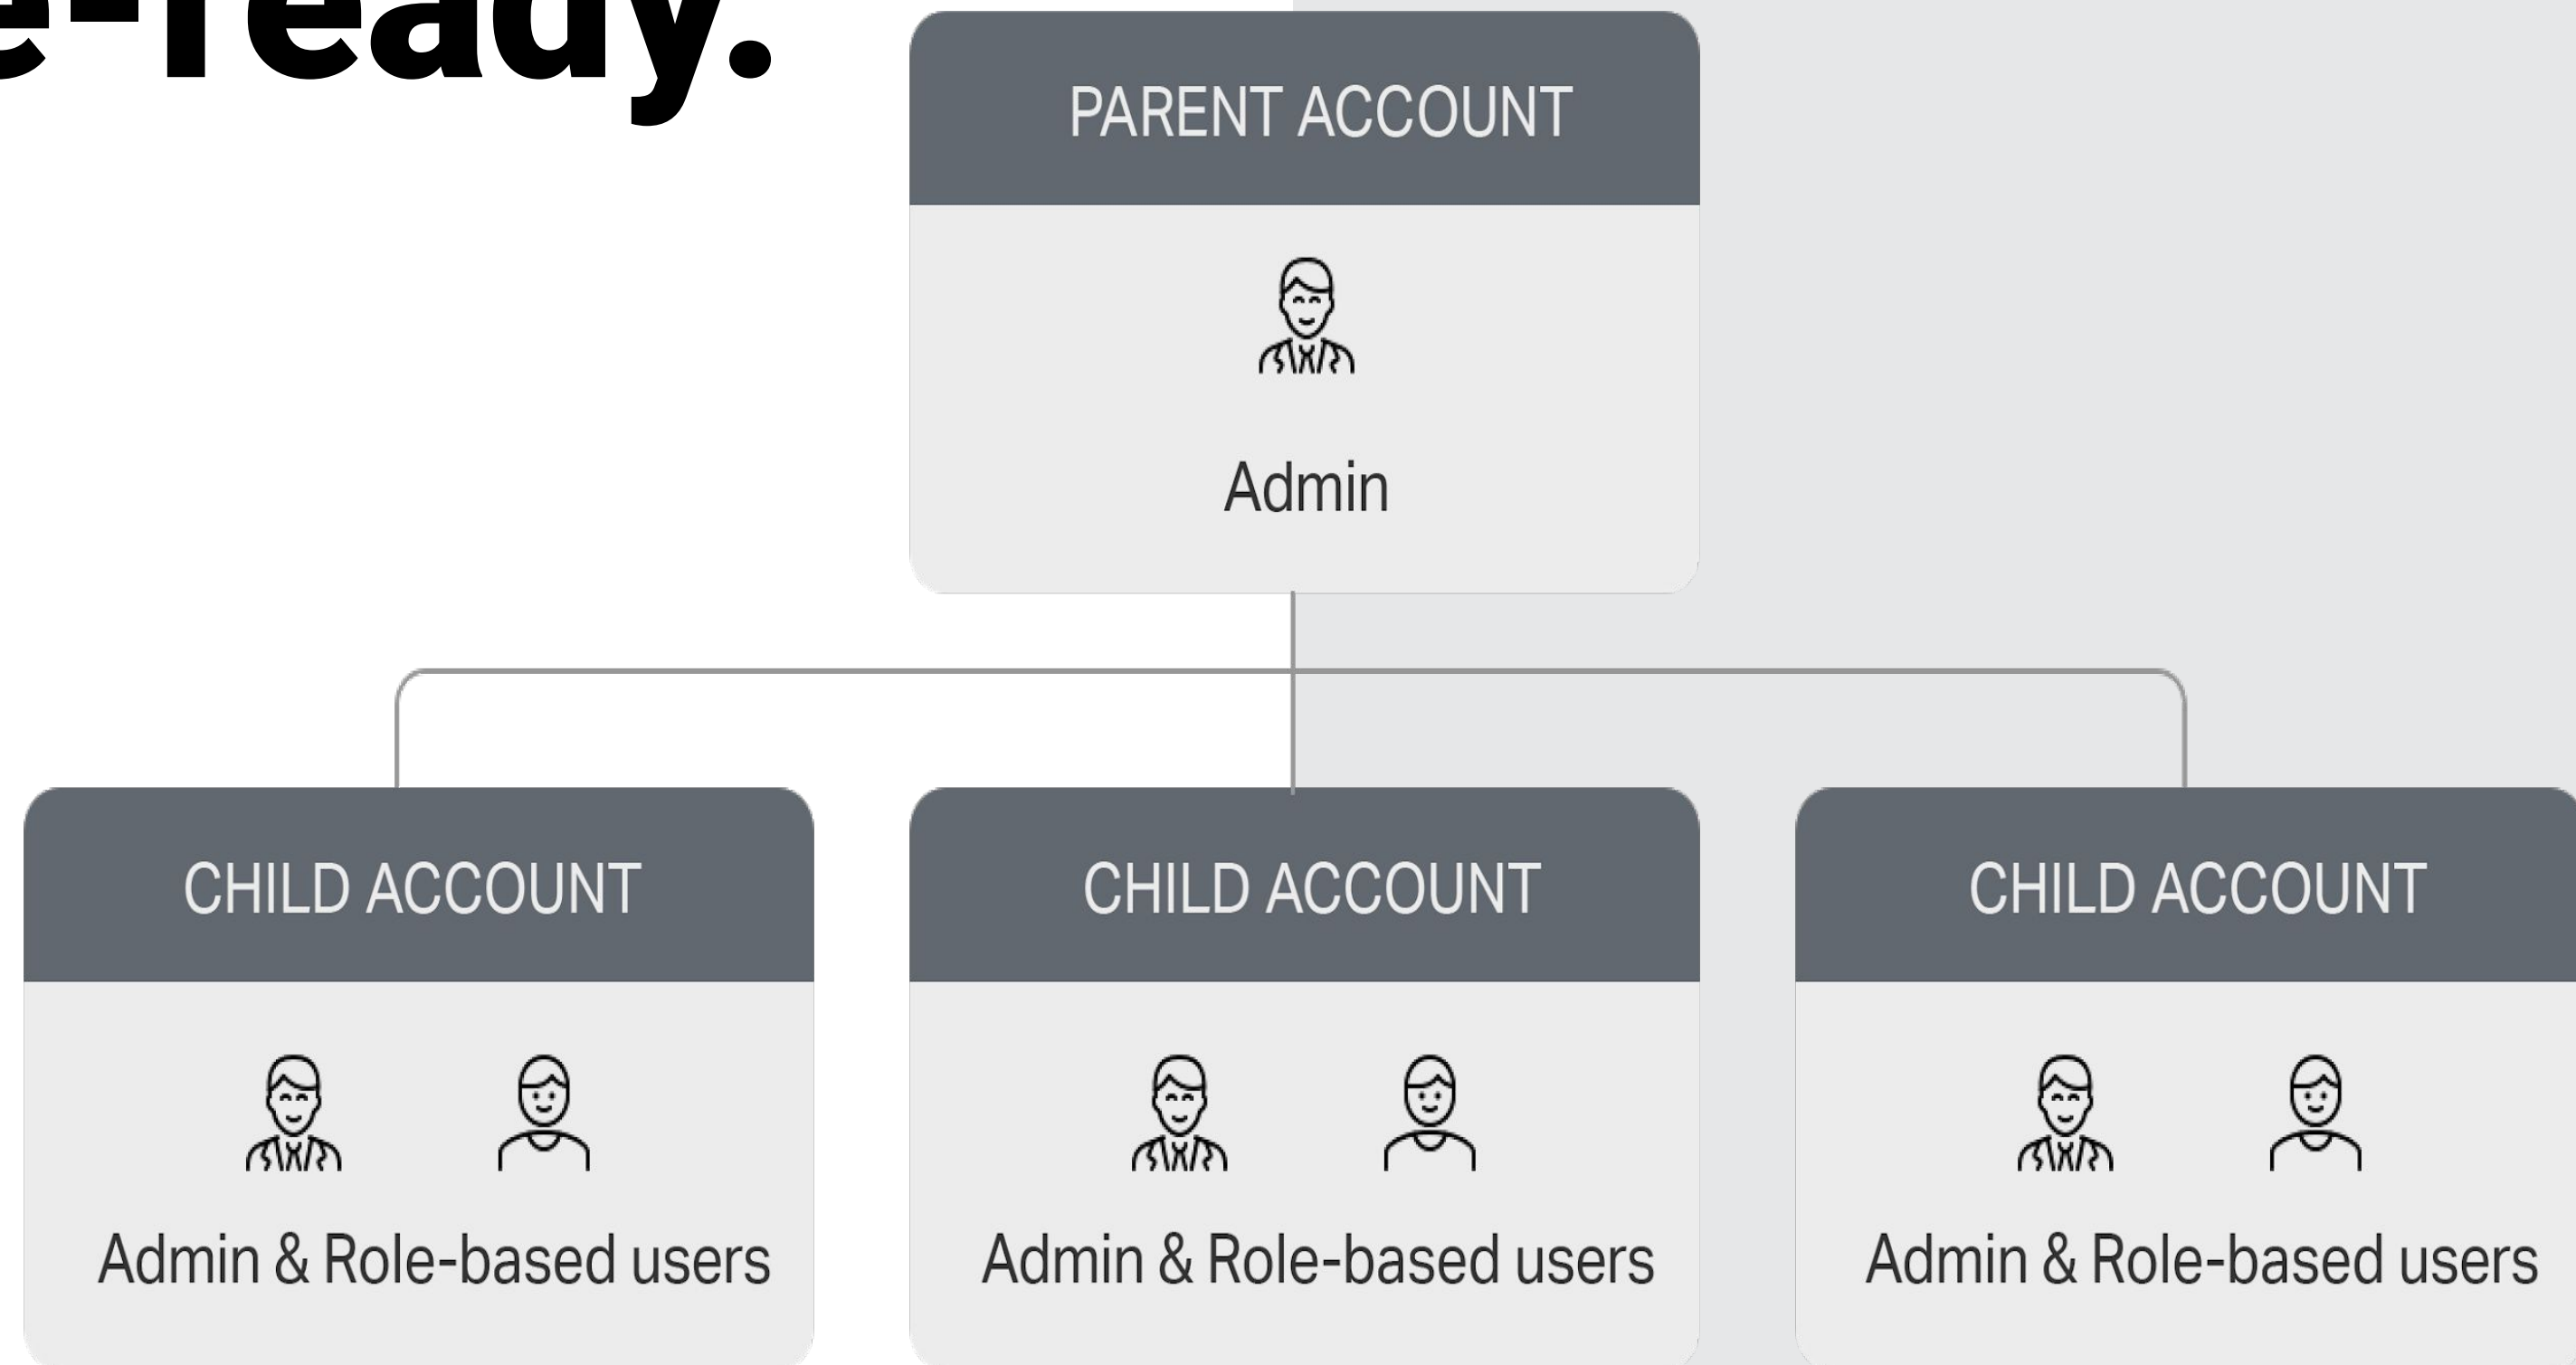 e-ready.
PARENT ACCOUNT
Admin
CHILD ACCOUNT
CHILD ACCOUNT
CHILD ACCOUNT
Admin & Role-based users
Admin & Role-based users
Admin & Role-based users